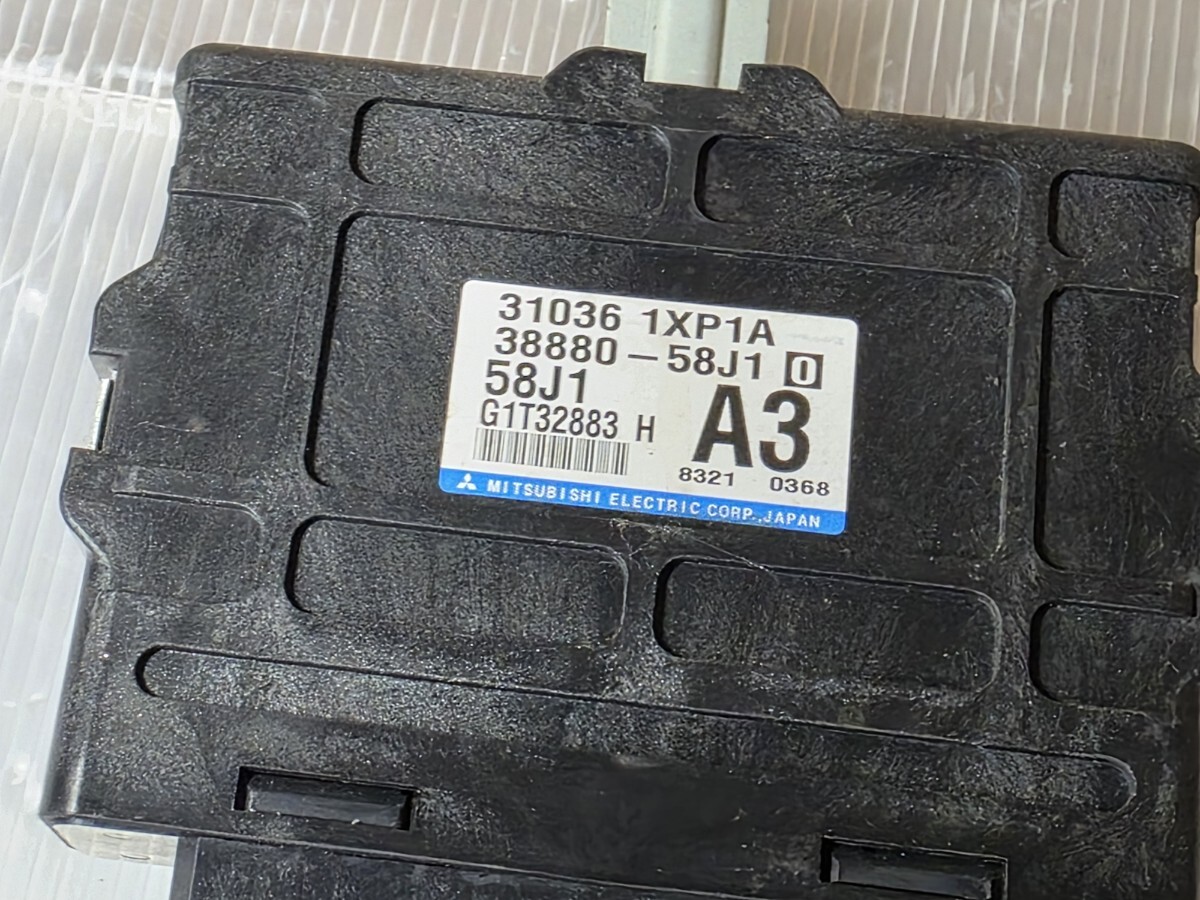 31036 1XP1A
38880-58J1 0
58J1
A3
G1T32883 H
8321 0368
MITSUBISHI ELECTRIC CORP.,JAPAN